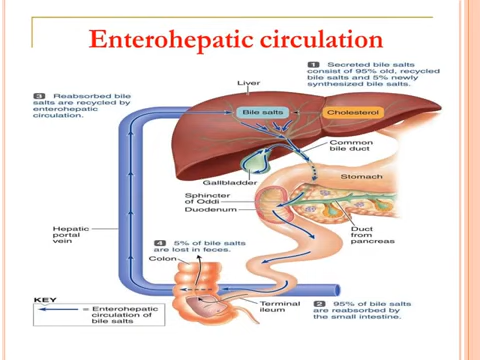 Enterohepatic circulation
1 Secreted bile salts
consist of 95% old, recycled
bile salts and 5% newly
synthesized bile salts.
3 Reabsorbed bile
salts are recycled by
enterohepatic
circulation.
Liver
Bile salts
Cholesterol
Common
bile duct
Gallbladder
Stomach
Sphincter
of Oddi
Duodenum
Hepatic
portal
vein
Duct
from
pancreas
4 5% of bile salts
are lost in feces.
Colon
KEY
= Enterohepatic
circulation of
bile salts
Terminal
ileum
2 95% of bile salts
are reabsorbed by
the small intestine.